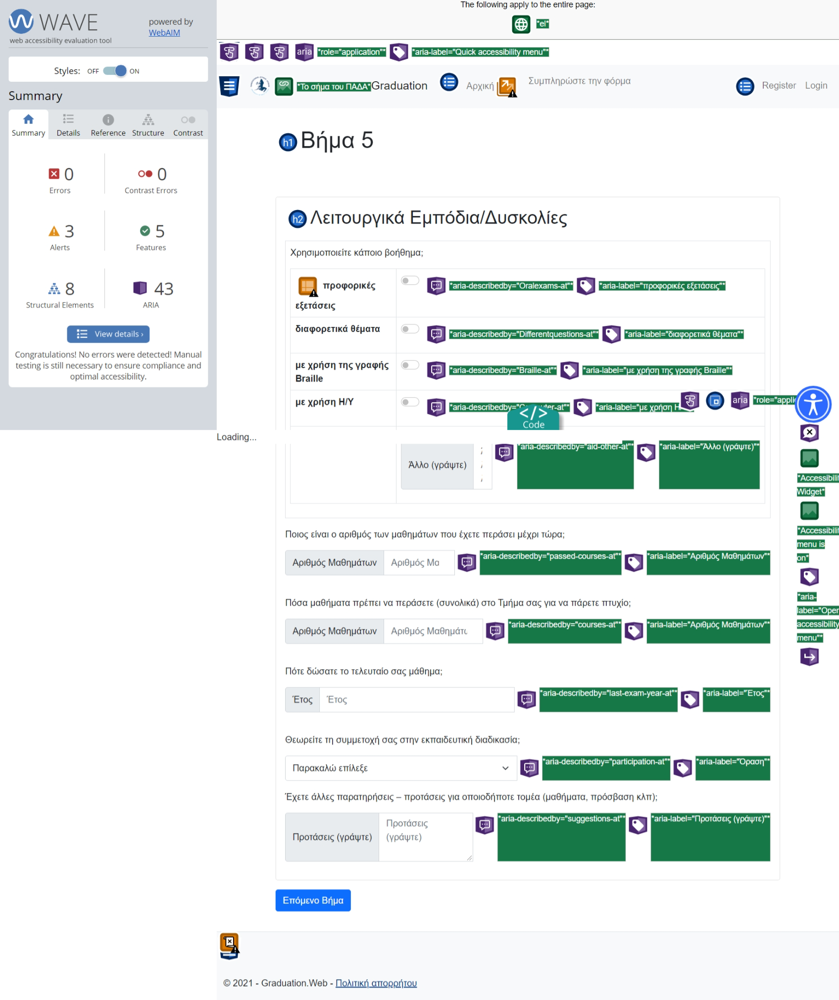 WAVE
powered by
WebAIM
web accessibility evaluation tool
Styles: OFF ON
Summary
Summary Details Reference Structure Contrast
0 Errors
0 Contrast Errors
3 Alerts
5 Features
8 Structural Elements
43 ARIA
View details ›
Congratulations! No errors were detected! Manual
testing is still necessary to ensure compliance and
optimal accessibility.
The following apply to the entire page:
*el*
aria *role="application"* *aria-label="Quick accessibility menu"*
*Το σήμα του ΠΑΔΑ*Graduation Αρχική Συμπληρώστε την φόρμα Register Login
h1 Βήμα 5
h2 Λειτουργικά Εμπόδια/Δυσκολίες
Χρησιμοποιείτε κάποιο βοήθημα;
προφορικές
εξετάσεις
*aria-describedby="Oralexams-at"* *aria-label="προφορικές εξετάσεις"*
διαφορετικά θέματα *aria-describedby="Differentquestions-at"* *aria-label="διαφορετικά θέματα"*
με χρήση της γραφής
Braille
*aria-describedby="Braille-at"* *aria-label="με χρήση της γραφής Braille"*
με χρήση Η/Υ *aria-label="με χρήση Η
aria *role="appli
</> Code
Loading...
Άλλο (γράψτε) *aria-describedby="aid-other-at"* *aria-label="Άλλο (γράψτε)"*
Ποιος είναι ο αριθμός των μαθημάτων που έχετε περάσει μέχρι τώρα;
Αριθμός Μαθημάτων Αριθμός Μα *aria-describedby="passed-courses-at"* *aria-label="Αριθμός Μαθημάτων"*
Πόσα μαθήματα πρέπει να περάσετε (συνολικά) στο Τμήμα σας για να πάρετε πτυχίο;
Αριθμός Μαθημάτων Αριθμός Μαθημάτι *aria-describedby="courses-at"* *aria-label="Αριθμός Μαθημάτων"*
Πότε δώσατε το τελευταίο σας μάθημα;
Έτος Έτος *aria-describedby="last-exam-year-at"* *aria-label="Έτος"*
Θεωρείτε τη συμμετοχή σας στην εκπαιδευτική διαδικασία;
Παρακαλώ επίλεξε *aria-describedby="participation-at"* *aria-label="Όραση"*
Έχετε άλλες παρατηρήσεις – προτάσεις για οποιοδήποτε τομέα (μαθήματα, πρόσβαση κλπ);
Προτάσεις (γράψτε) Προτάσεις
(γράψτε)
*aria-describedby="suggestions-at"* *aria-label="Προτάσεις (γράψτε)"*
*Accessibilit
Widget*
*Accessibilit
menu is
on*
*aria-
label="Open
accessibility
menu"*
Επόμενο Βήμα
© 2021 - Graduation.Web - Πολιτική απορρήτου